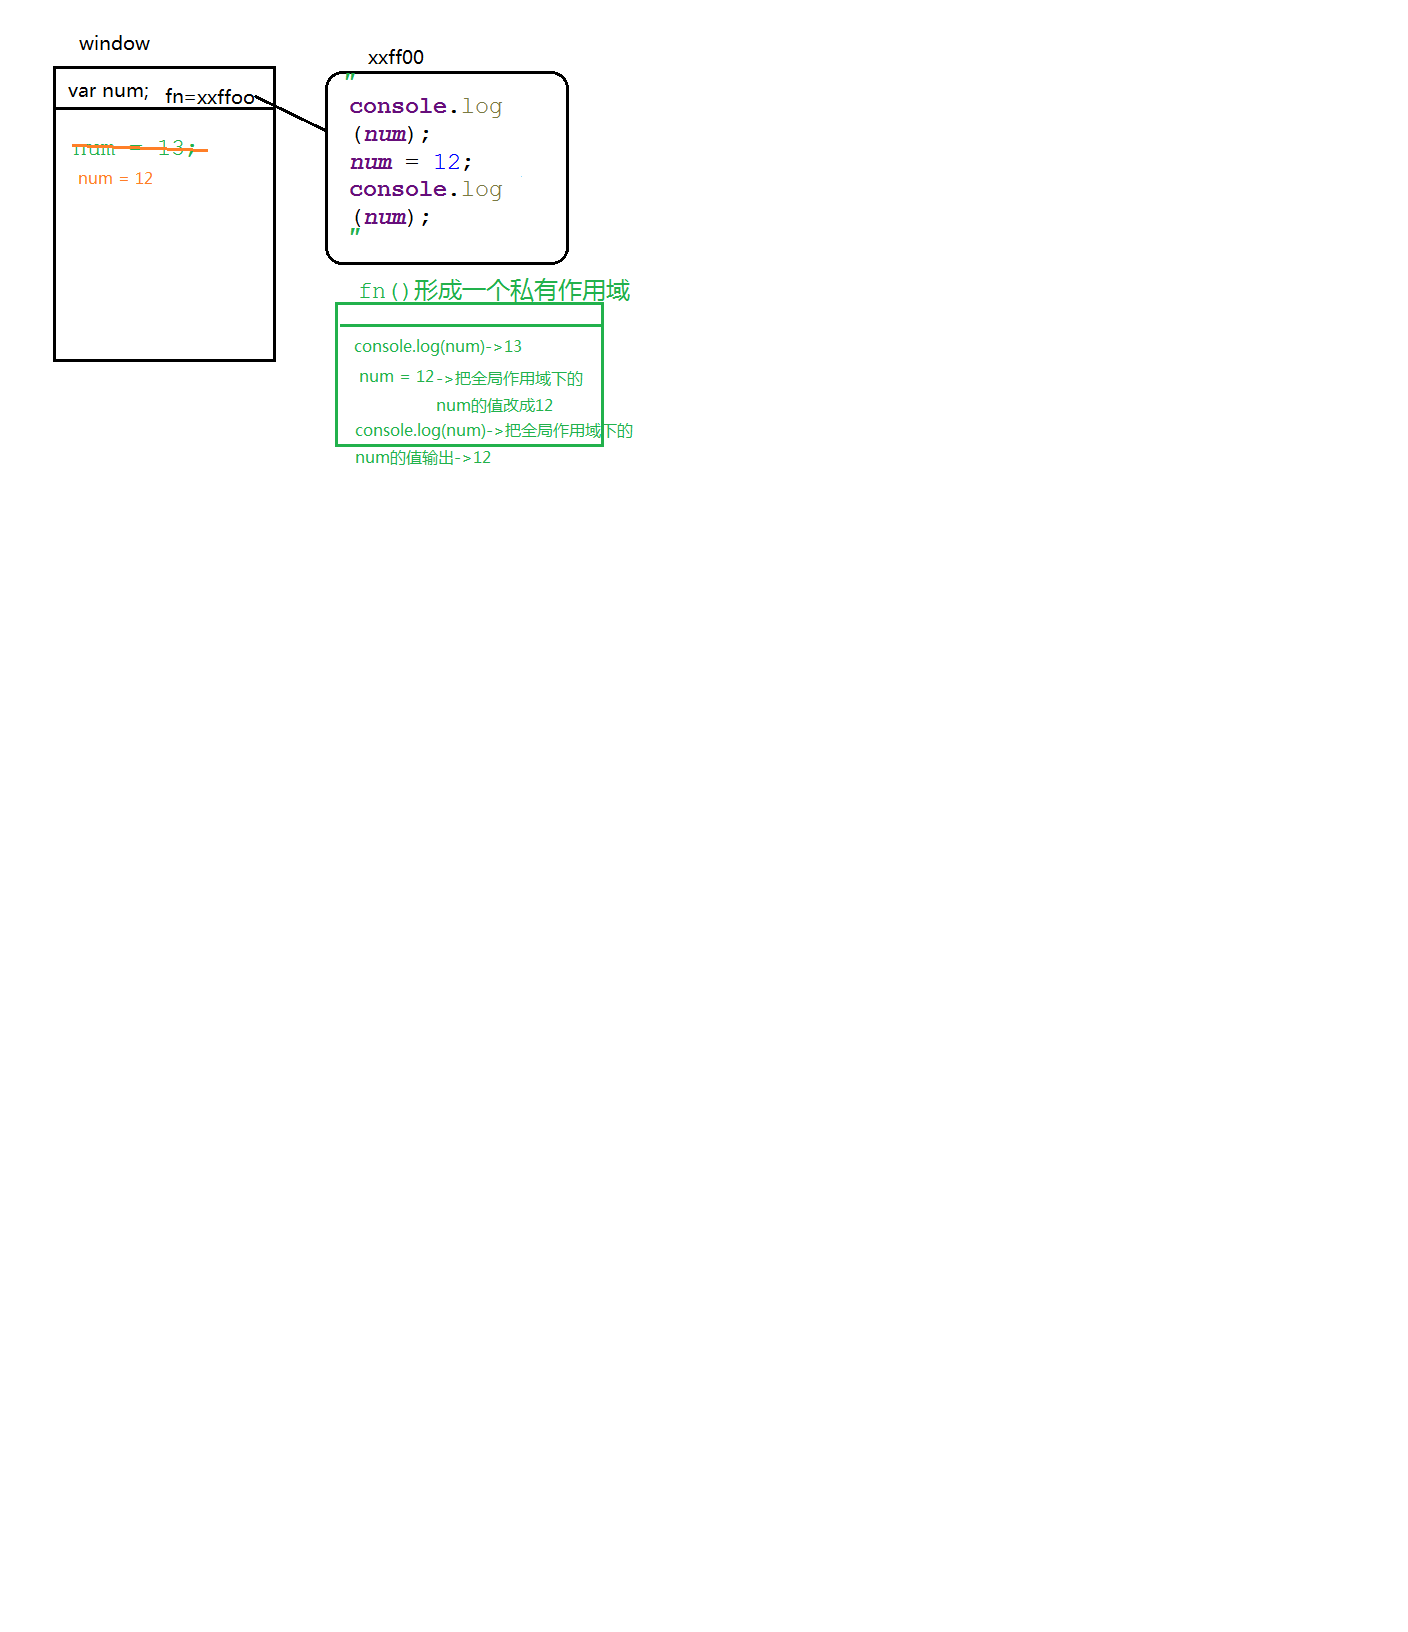 window
var num;
fn=xxffoo
num = 13;
num = 12
xxff00
"
console.log
(num);
num = 12;
console.log
(num);
"
fn()形成一个私有作用域
console.log(num)->13
num = 12->把全局作用域下的
num的值改成12
console.log(num)->把全局作用域下的
num的值输出->12